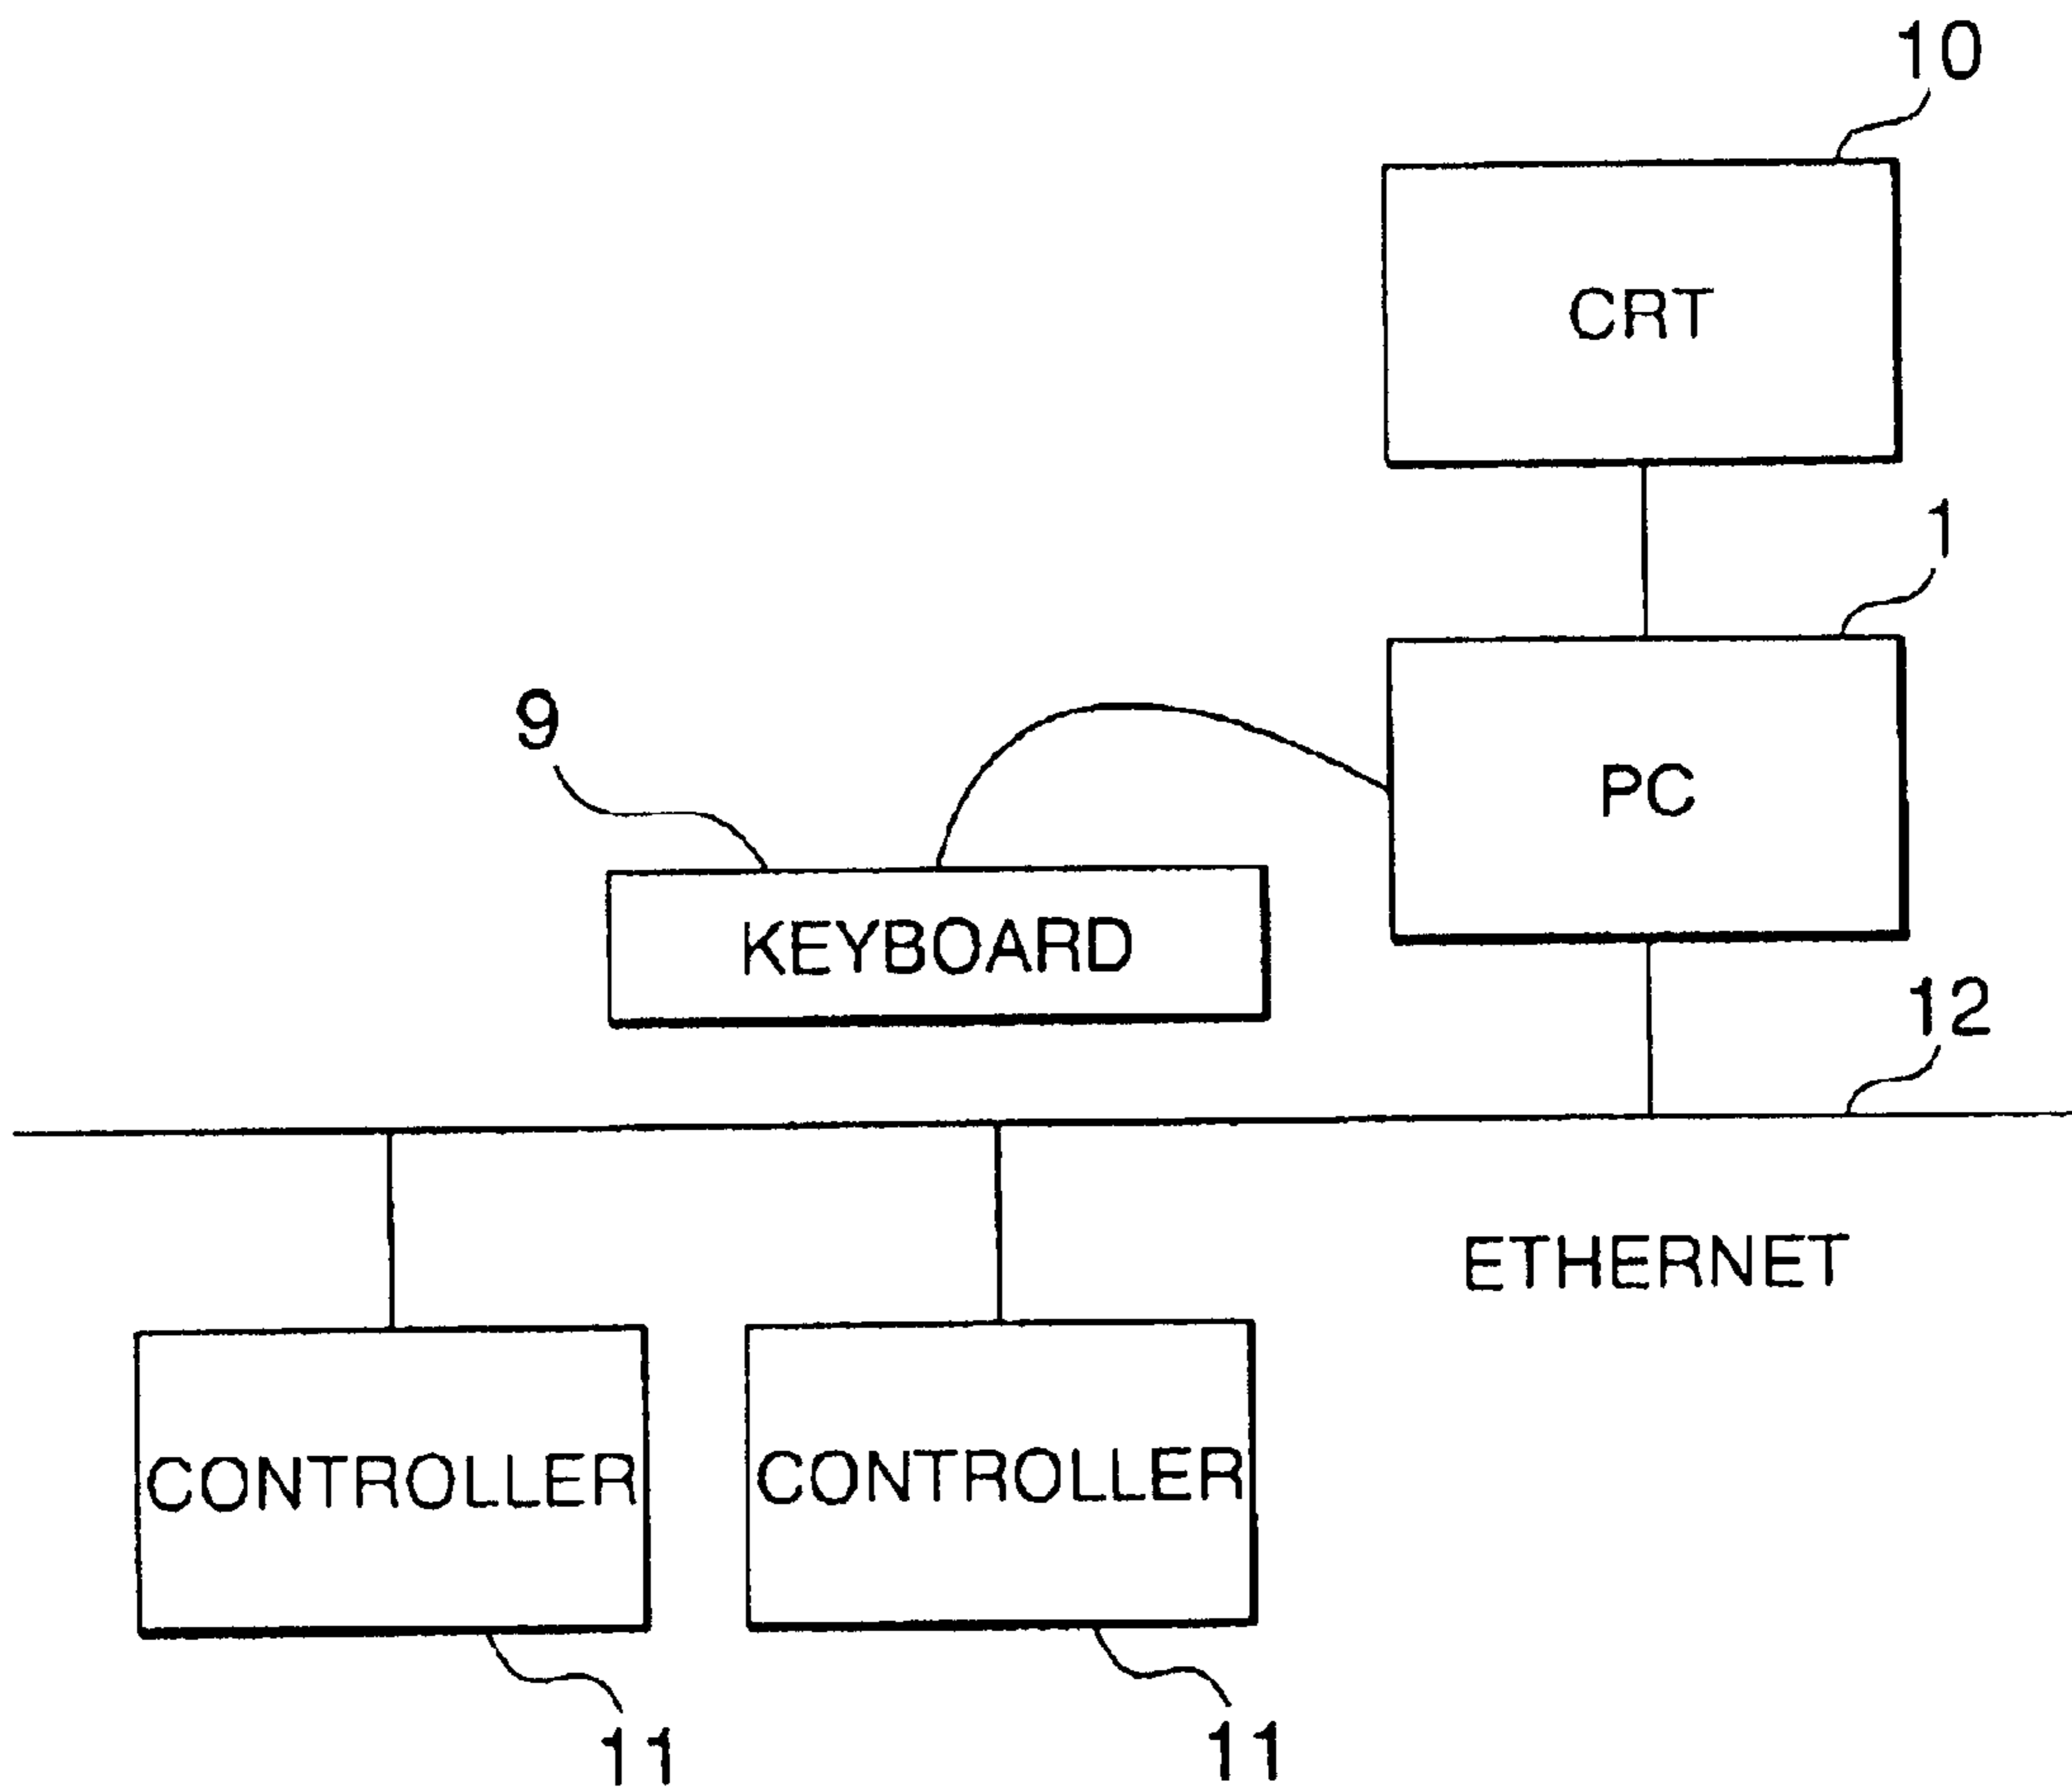 10
CRT
1
9
PC
KEYBOARD
12
ETHERNET
CONTROLLER
CONTROLLER
11
11